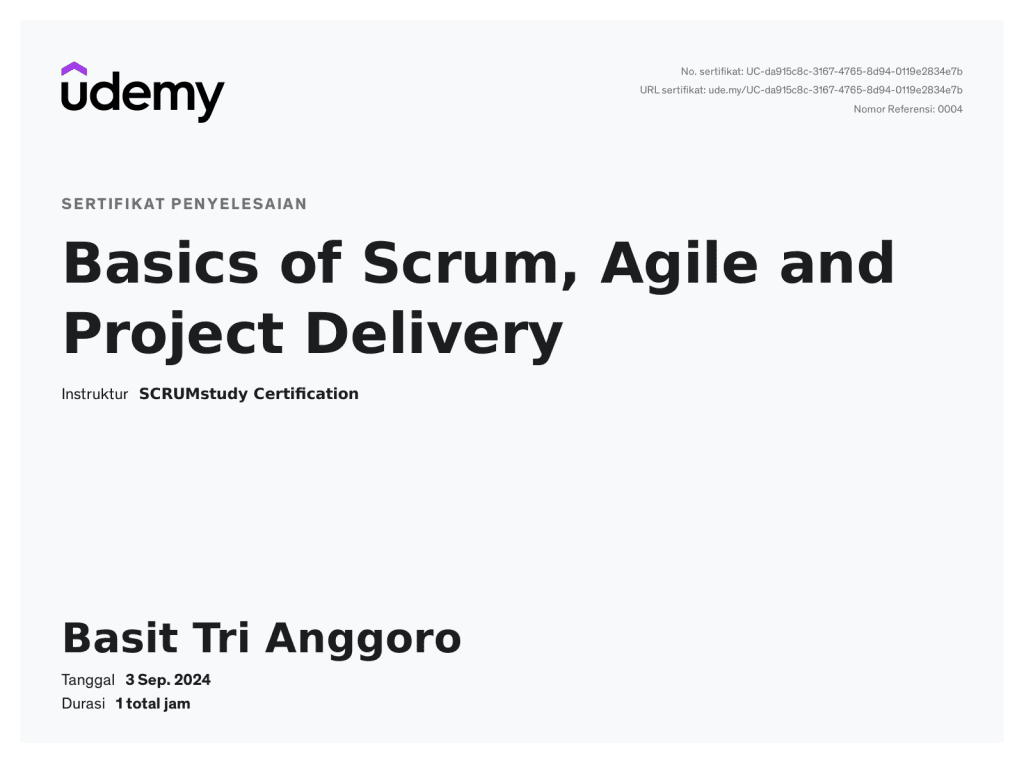 udemy
No. sertifikat: UC-da915c8c-3167-4765-8d94-0119e2834e7b
URL sertifikat: ude.my/UC-da915c8c-3167-4765-8d94-0119e2834e7b
Nomor Referensi: 0004
SERTIFIKAT PENYELESAIAN
Basics of Scrum, Agile and
Project Delivery
Instruktur SCRUMstudy Certification
Basit Tri Anggoro
Tanggal 3 Sep. 2024
Durasi 1 total jam